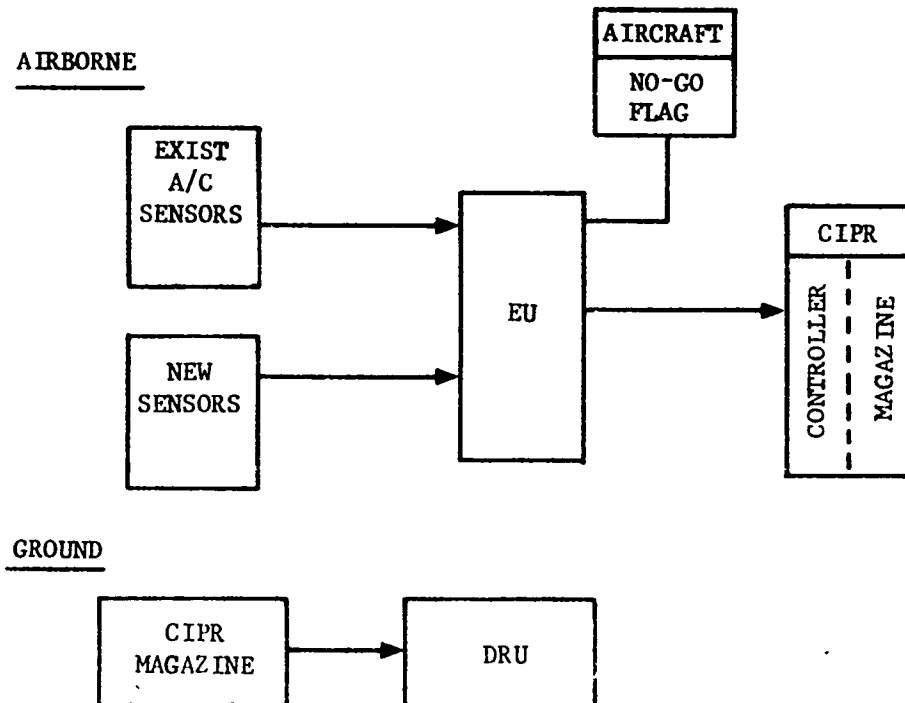 AIRBORNE
AIRCRAFT
NO-GO
FLAG
EXIST
A/C
SENSORS
NEW
SENSORS
EU
CIPR
CONTROLLER
MAGAZINE
GROUND
CIPR
MAGAZINE
DRU